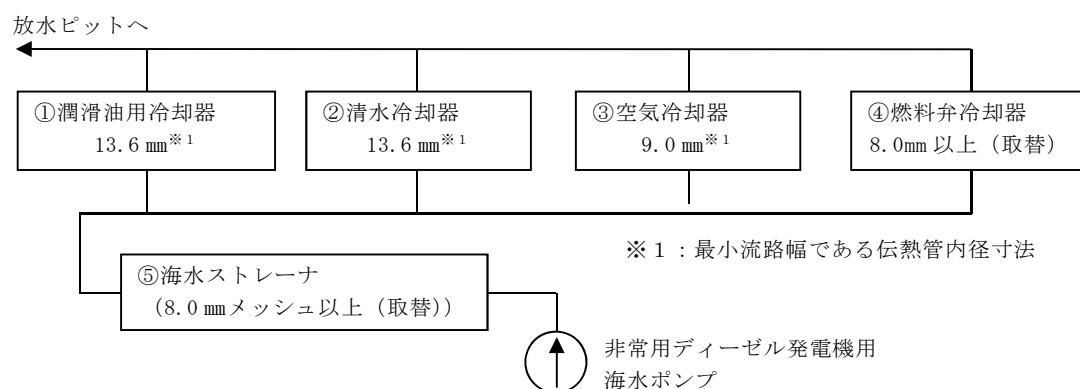 放水ピットへ
①潤滑油用冷却器
13.6 mm※1
②清水冷却器
13.6 mm※1
③空気冷却器
9.0 mm※1
④燃料弁冷却器
8.0mm 以上（取替）
※1：最小流路幅である伝熱管内径寸法
⑤海水ストレーナ
（8.0 mmメッシュ以上（取替））
非常用ディーゼル発電機用
海水ポンプ